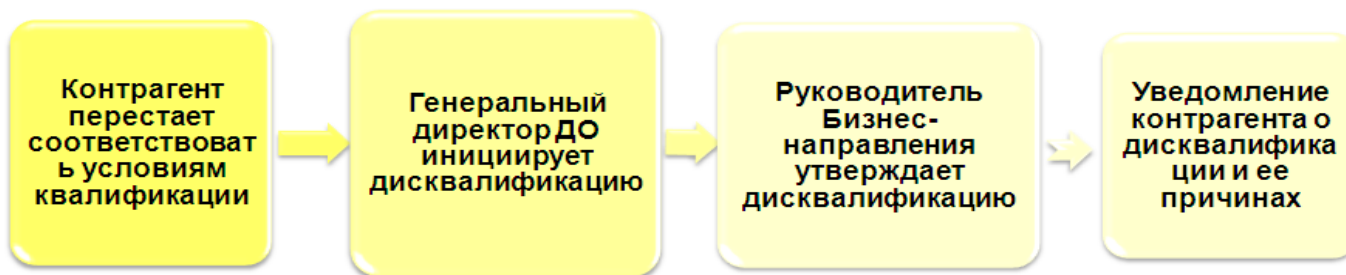 Контрагент
перестает
соответствоват
ь условиям
квалификации
Генеральный
директор ДО
инициирует
дисквалификацию
Руководитель
Бизнес-
направления
утверждает
дисквалификацию
Уведомление
контрагента о
дисквалифика
ции и ее
причинах